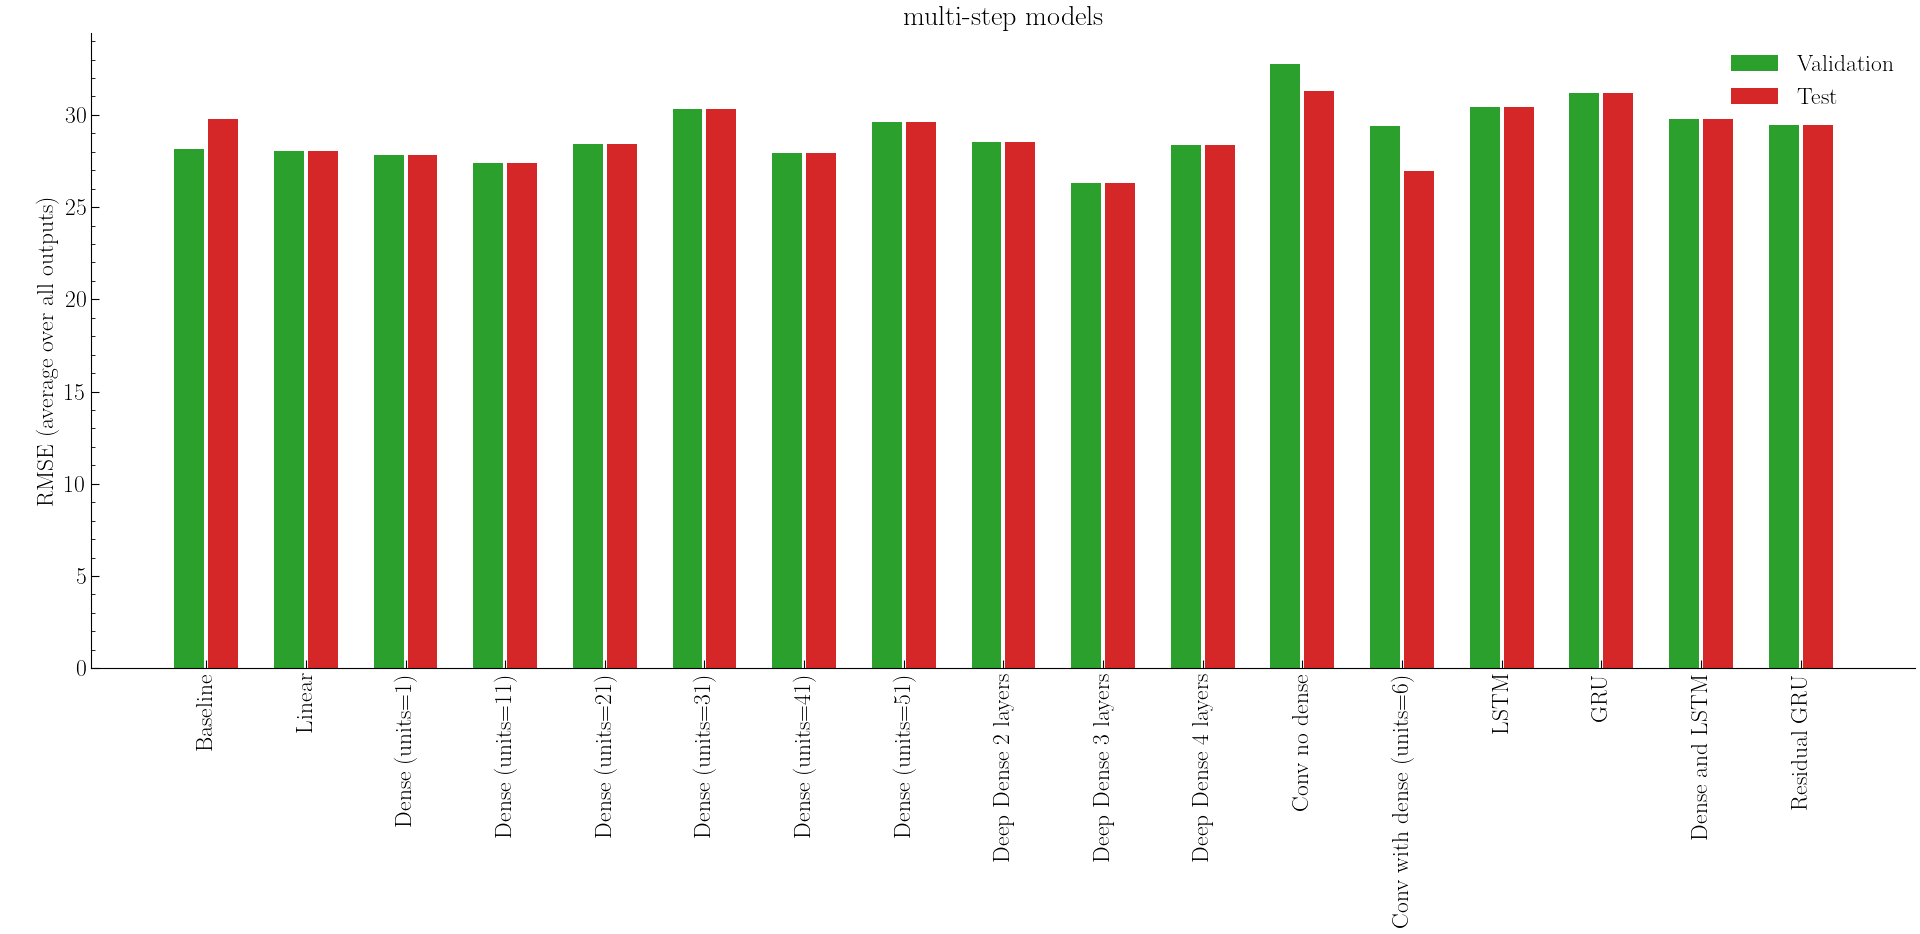 multi-step models
Validation
Test
RMSE (average over all outputs)
30
25
20
15
10
5
0
Baseline
Linear
Dense (units=1)
Dense (units=11)
Dense (units=21)
Dense (units=31)
Dense (units=41)
Dense (units=51)
Deep Dense 2 layers
Deep Dense 3 layers
Deep Dense 4 layers
Conv no dense
Conv with dense (units=6)
LSTM
GRU
Dense and LSTM
Residual GRU